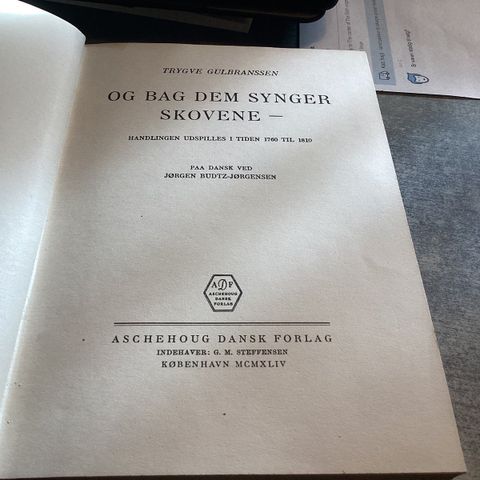 TRYGVE GULBRANSSEN
OG BAG DEM SYNGER
SKOVENE —
HANDLINGEN UDSPILLES I TIDEN 1760 TIL 1810
PAA DANSK VED
JØRGEN BUDTZ-JØRGENSEN
ADF
ASCHEHOUG
DANSK
FORLAG
ASCHEHOUG DANSK FORLAG
INDEHAVER: G. M. STEFFENSEN
KØBENHAVN MCMXLIV